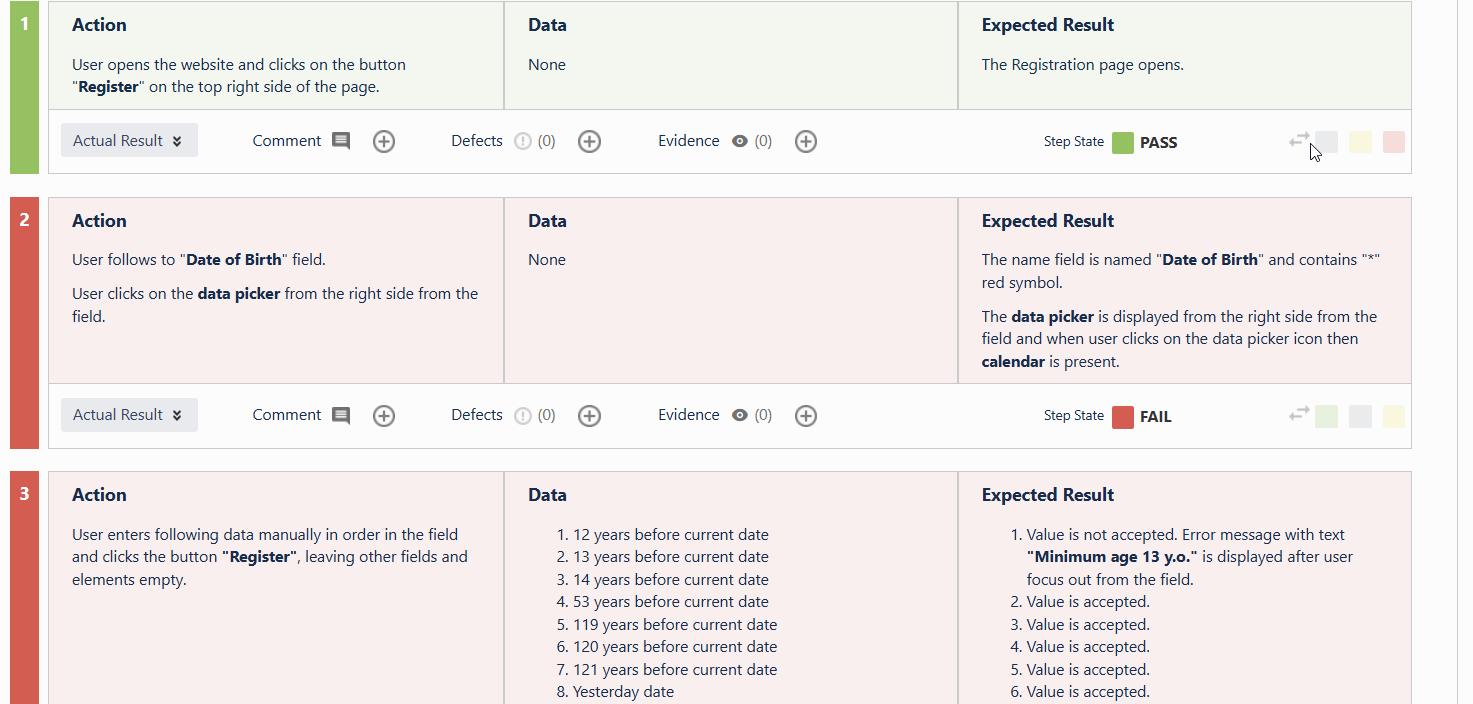 1
Action
Data
Expected Result
User opens the website and clicks on the button
"Register" on the top right side of the page.
None
The Registration page opens.
Actual Result
Comment
Defects (0)
Evidence (0)
Step State PASS
2
Action
Data
Expected Result
User follows to "Date of Birth" field.
User clicks on the data picker from the right side from the
field.
None
The name field is named "Date of Birth" and contains "*"
red symbol.
The data picker is displayed from the right side from the
field and when user clicks on the data picker icon then
calendar is present.
Actual Result
Comment
Defects (0)
Evidence (0)
Step State FAIL
3
Action
Data
Expected Result
User enters following data manually in order in the field
and clicks the button "Register", leaving other fields and
elements empty.
1. 12 years before current date
2. 13 years before current date
3. 14 years before current date
4. 53 years before current date
5. 119 years before current date
6. 120 years before current date
7. 121 years before current date
8. Yesterday date
1. Value is not accepted. Error message with text
"Minimum age 13 y.o." is displayed after user
focus out from the field.
2. Value is accepted.
3. Value is accepted.
4. Value is accepted.
5. Value is accepted.
6. Value is accepted.